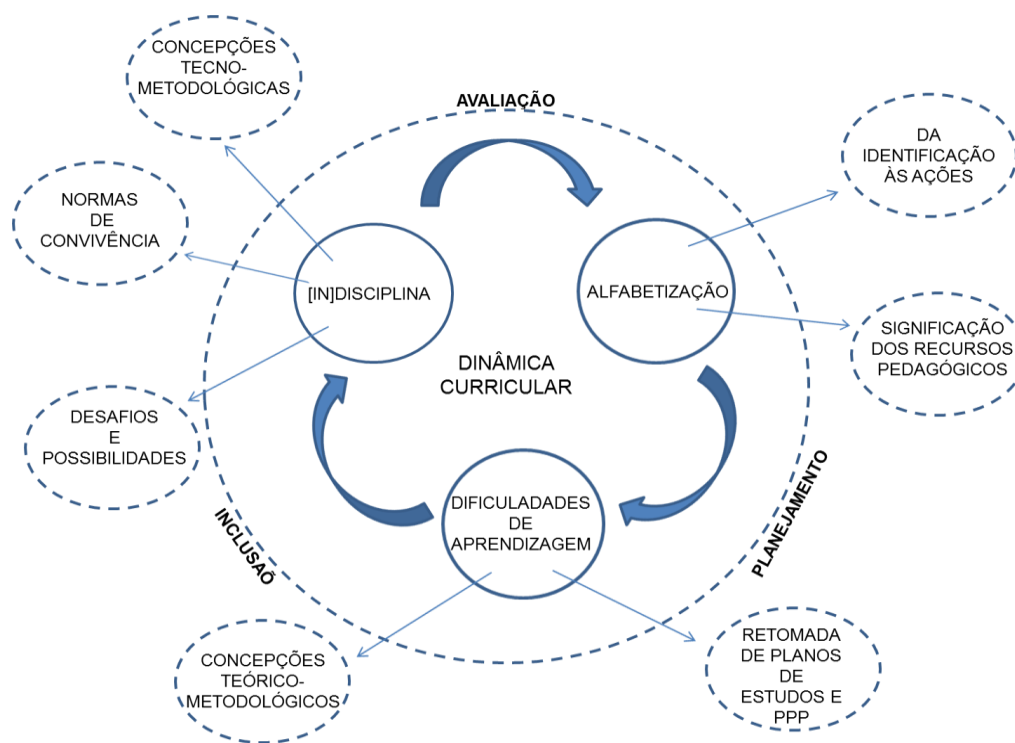 CONCEPÇÕES
TECNO-
METODOLÓGICAS
AVALIAÇÃO
DA
IDENTIFICAÇÃO
ÀS AÇÕES
NORMAS
DE
CONVIVÊNCIA
[IN]DISCIPLINA
ALFABETIZAÇÃO
SIGNIFICAÇÃO
DOS RECURSOS
PEDAGÓGICOS
DINÂMICA
CURRICULAR
DESAFIOS
E
POSSIBILIDADES
DIFICULADADES
DE
APRENDIZAGEM
INCLUSAÕ
PLANEJAMENTO
CONCEPÇÕES
TEÓRICO-
METODOLÓGICOS
RETOMADA
DE PLANOS
DE
ESTUDOS E
PPP